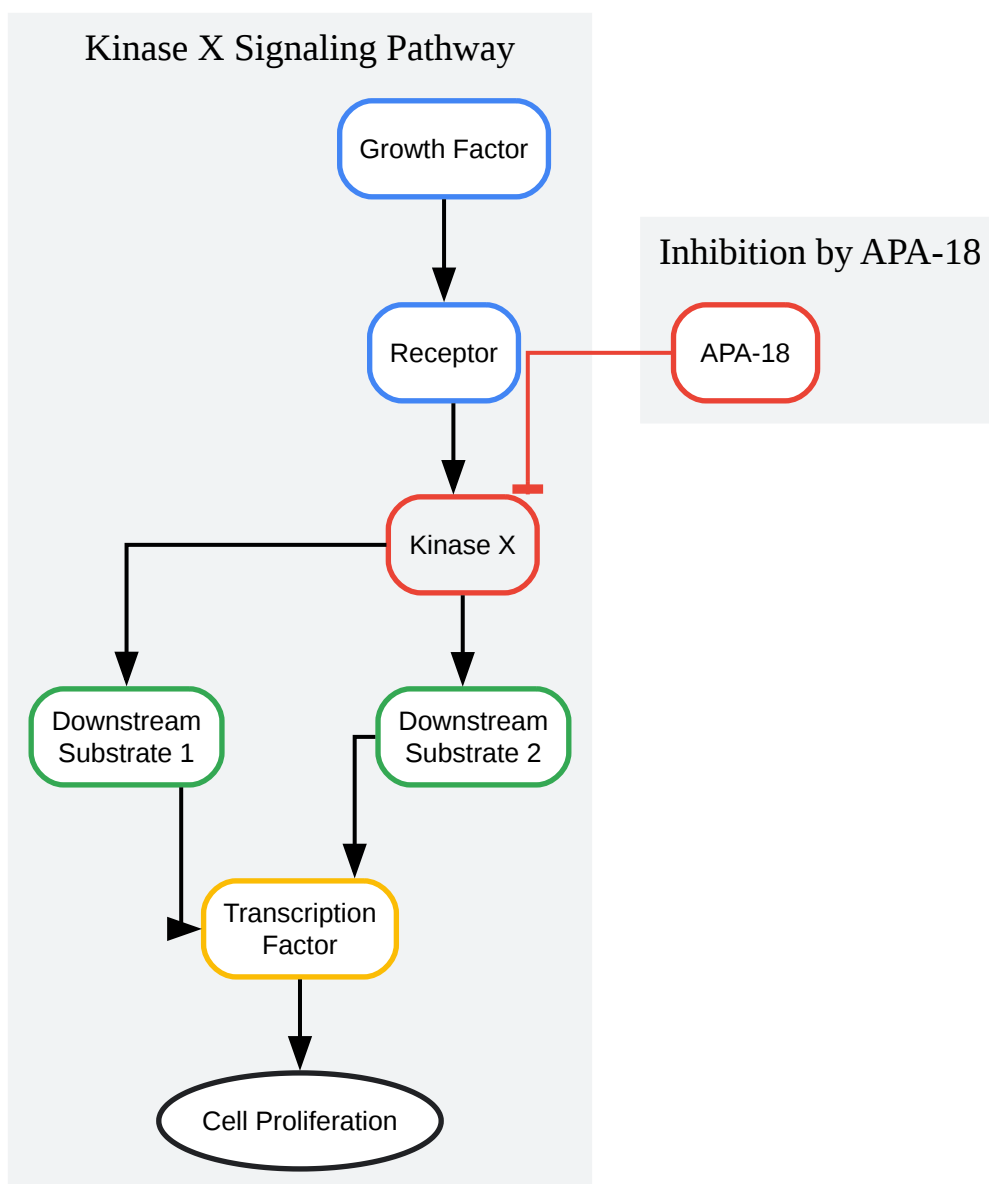 Kinase X Signaling Pathway
Growth Factor
Inhibition by APA-18
Receptor
APA-18
Kinase X
Downstream
Substrate 1
Downstream
Substrate 2
Transcription
Factor
Cell Proliferation